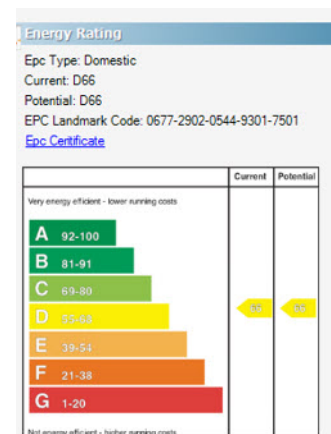 Energy Rating
Epc Type: Domestic
Current: D66
Potential: D66
EPC Landmark Code: 0677-2902-0544-9301-7501
Epc Certificate
Current Potential
Very energy efficient - lower running costs
A 92-100
B 81-91
C 69-80
D 55-68
66 66
E 39-54
F 21-38
G 1-20
Not energy efficient - higher running costs